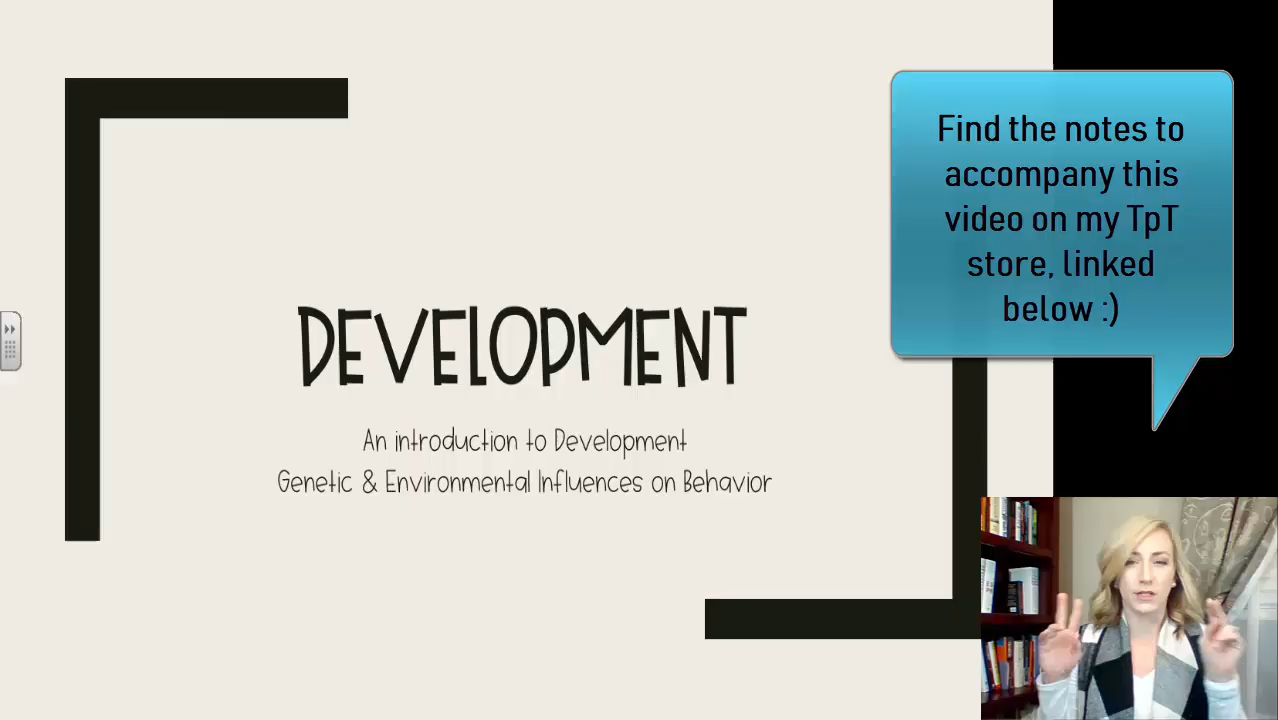 DEVELOPMENT
An introduction to Development
Genetic & Environmental Influences on Behavior
Find the notes to
accompany this
video on my TpT
store, linked
below :)